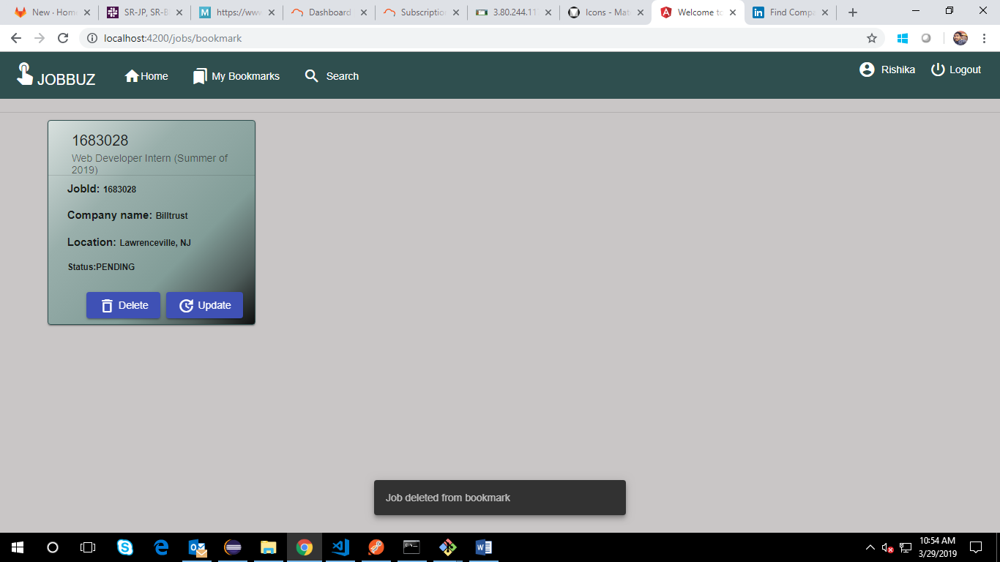 New · Hom
SR-JP, SR-B
https://www
Dashboard
Subscription
3.80.244.11
Icons - Mat
Welcome to
Find Compa
localhost:4200/jobs/bookmark
JOBBUZ
Home
My Bookmarks
Search
Rishika
Logout
1683028
Web Developer Intern (Summer of
2019)
JobId: 1683028
Company name: Billtrust
Location: Lawrenceville, NJ
Status:PENDING
Delete
Update
Job deleted from bookmark
10:54 AM
3/29/2019